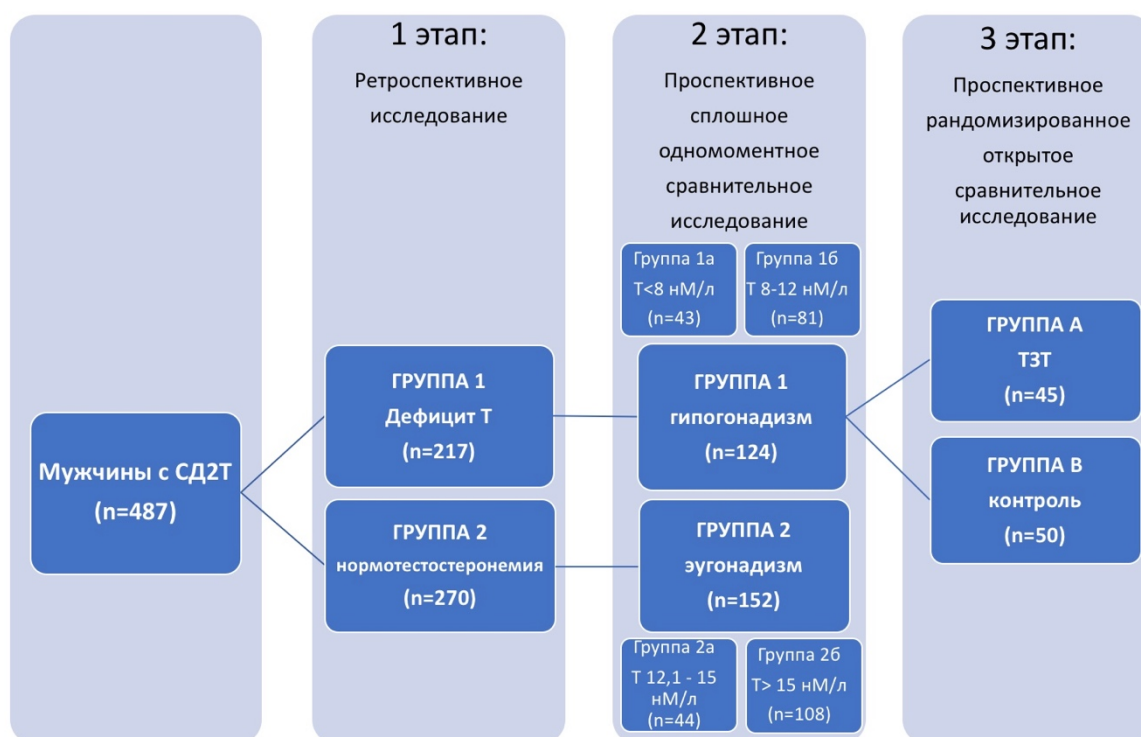 Мужчины с СД2Т
(n=487)
1 этап:
Ретроспективное
исследование
ГРУППА 1
Дефицит Т
(n=217)
ГРУППА 2
нормотестостеронемия
(n=270)
2 этап:
Проспективное
сплошное
одномоментное
сравнительное
исследование
Группа 1а
Т<8 нМ/л
(n=43)
Группа 1б
Т 8-12 нМ/л
(n=81)
ГРУППА 1
гипогонадизм
(n=124)
ГРУППА 2
эугонадизм
(n=152)
Группа 2а
Т 12,1 - 15
нМ/л
(n=44)
Группа 2б
Т> 15 нМ/л
(n=108)
3 этап:
Проспективное
рандомизированное
открытое
сравнительное
исследование
ГРУППА А
ТЗТ
(n=45)
ГРУППА В
контроль
(n=50)